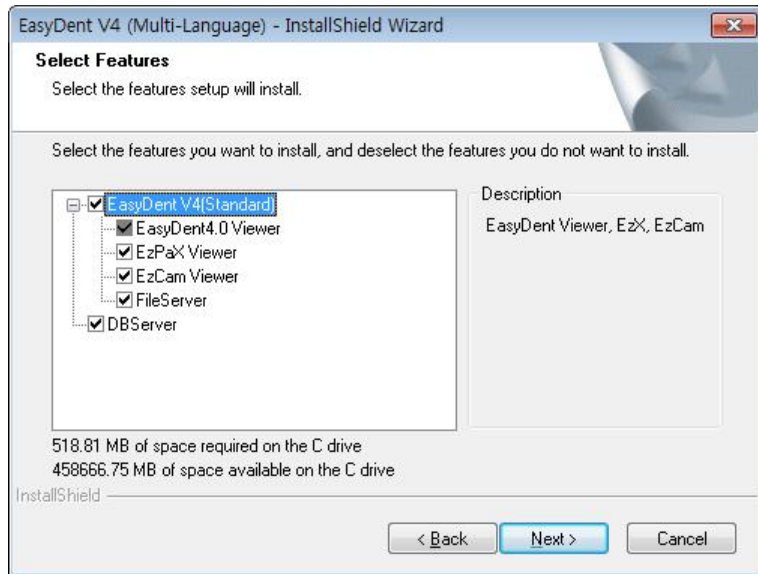 EasyDent V4 (Multi-Language) - InstallShield Wizard
Select Features
Select the features setup will install.
Select the features you want to install, and deselect the features you do not want to install.
EasyDent V4(Standard)
EasyDent4.0 Viewer
EzPaX Viewer
EzCam Viewer
FileServer
DBServer
Description
EasyDent Viewer, EzX, EzCam
518.81 MB of space required on the C drive
458666.75 MB of space available on the C drive
InstallShield
< Back
Next >
Cancel